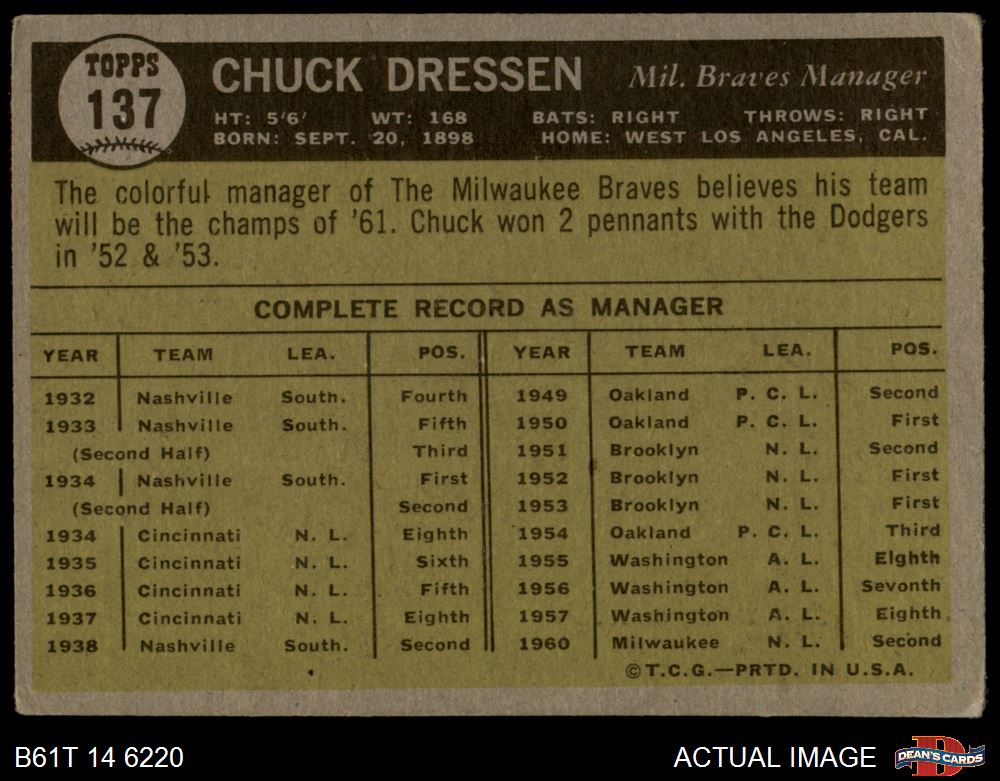 TOPPS
137
CHUCK DRESSEN Mil. Braves Manager
HT: 5'6' WT: 168 BATS: RIGHT THROWS: RIGHT
BORN: SEPT. 20, 1898 HOME: WEST LOS ANGELES, CAL.
The colorful manager of The Milwaukee Braves believes his team
will be the champs of '61. Chuck won 2 pennants with the Dodgers
in '52 & '53.
COMPLETE RECORD AS MANAGER
YEAR TEAM LEA. POS. YEAR TEAM LEA. POS.
1932 Nashville South. Fourth 1949 Oakland P. C. L. Second
1933 Nashville South. Fifth 1950 Oakland P. C. L. First
(Second Half) Third 1951 Brooklyn N. L. Second
1934 Nashville South. First 1952 Brooklyn N. L. First
(Second Half) Second 1953 Brooklyn N. L. First
1934 Cincinnati N. L. Eighth 1954 Oakland P. C. L. Third
1935 Cincinnati N. L. Sixth 1955 Washington A. L. Eighth
1936 Cincinnati N. L. Fifth 1956 Washington A. L. Sevonth
1937 Cincinnati N. L. Eighth 1957 Washington A. L. Eighth
1938 Nashville South. Second 1960 Milwaukee N. L. Second
©T.C.G.—PRTD. IN U.S.A.
B61T 14 6220 ACTUAL IMAGE DEAN'S CARDS